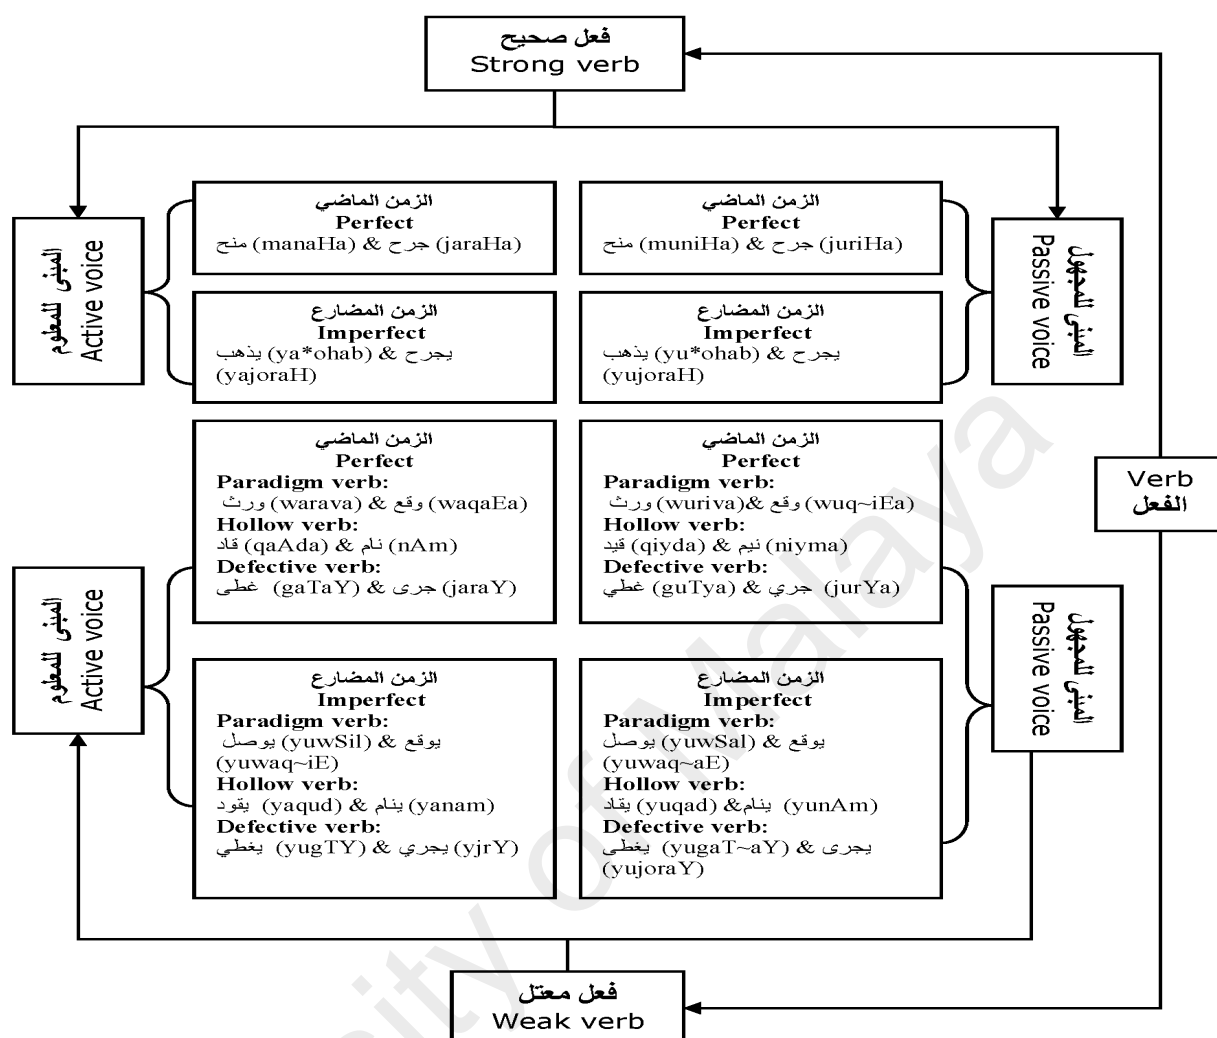 فعل صحيح
Strong verb
المبنى للمعلوم
Active voice
الزمن الماضي
Perfect
منح (manaHa) & جرح (jaraHa)
الزمن المضارع
Imperfect
يذهب (ya*ohab) & يجرح
(yajoraH)
الزمن الماضي
Perfect
منح (muniHa) & جرح (juriHa)
الزمن المضارع
Imperfect
يذهب (yu*ohab) & يجرح
(yujoraH)
المبنى للمجهول
Passive voice
Verb
الفعل
المبنى للمعلوم
Active voice
الزمن الماضي
Perfect
Paradigm verb:
ورث (warava) & وقع (waqaEa)
Hollow verb:
قاد (qaAda) & نام (nAm)
Defective verb:
غطى (gaTaY) & جرى (jaraY)
الزمن المضارع
Imperfect
Paradigm verb:
يوصل (yuwSil) & يوقع
(yuwaq~iE)
Hollow verb:
يقود (yaqud) & ينام (yanam)
Defective verb:
يغطي (yugTY) & يجري (yjrY)
الزمن الماضي
Perfect
Paradigm verb:
ورث (wuriva)& وقع (wuq~iEa)
Hollow verb:
قيد (qiyda) & نيم (niyma)
Defective verb:
غطي (guTya) & جري (jurYa)
الزمن المضارع
Imperfect
Paradigm verb:
يوصل (yuwSal) & يوقع
(yuwaq~aE)
Hollow verb:
يقاد (yuqad) &ينام (yunAm)
Defective verb:
يغطى (yugaT~aY) & يجرى
(yujoraY)
المبنى للمجهول
Passive voice
فعل معتل
Weak verb
sity of Malaya